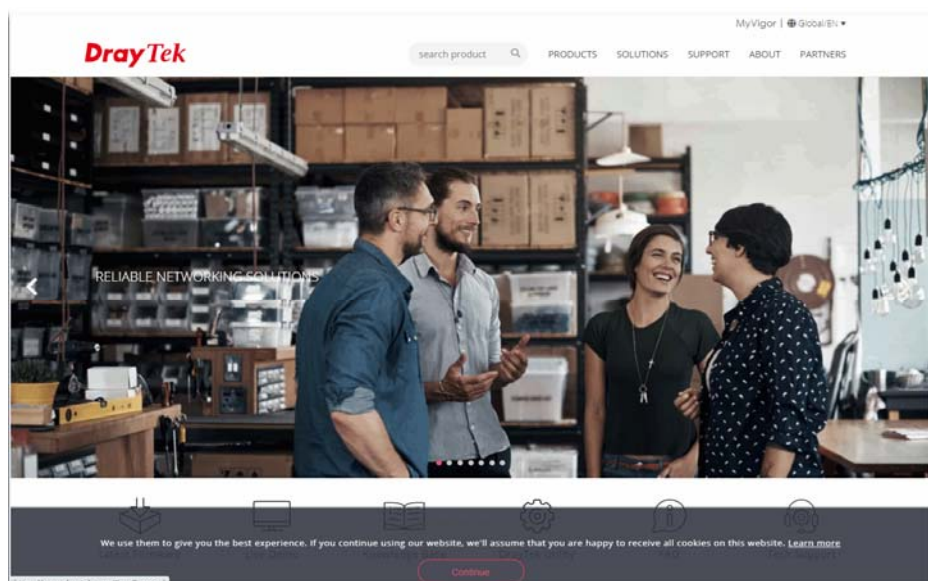 MyVigor | Global/EN ▾
DrayTek
search product
PRODUCTS SOLUTIONS SUPPORT ABOUT PARTNERS
RELIABLE NETWORKING SOLUTIONS
We use them to give you the best experience. If you continue using our website, we'll assume that you are happy to receive all cookies on this website. Learn more
Continue